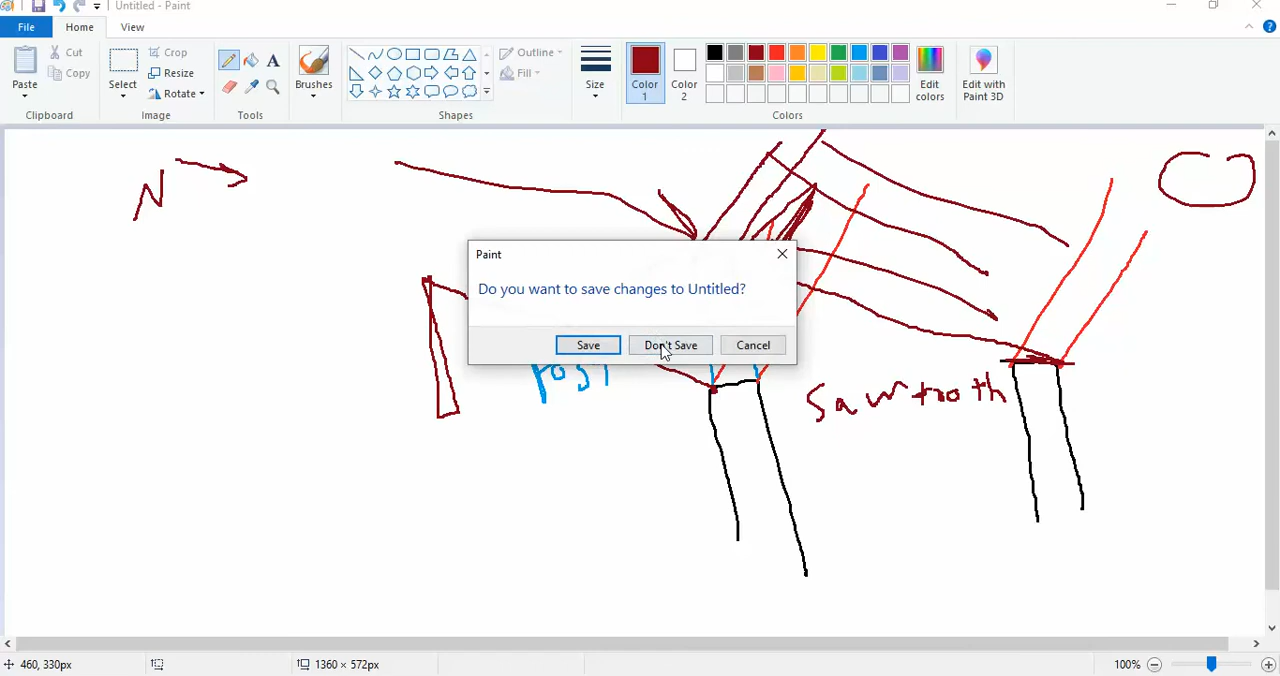 Untitled - Paint
File Home View
Paste
Cut
Copy
Clipboard
Select
Crop
Resize
Rotate
Image
Tools
Brushes
Shapes
Outline
Fill
Size
Color 1
Color 2
Edit colors
Colors
Edit with Paint 3D
N
Paint
Do you want to save changes to Untitled?
Save Don't Save Cancel
Post
Sawtooth
460, 330px 1360 × 572px 100%